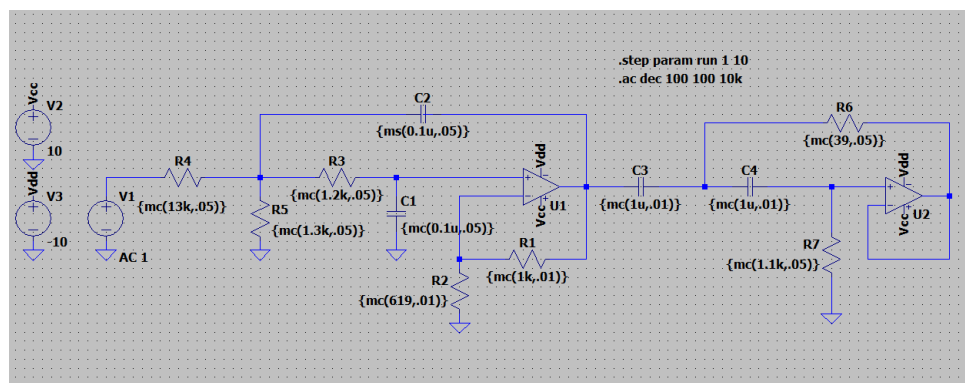 .step param run 1 10
.ac dec 100 100 10k
Vcc
V2
10
Vdd
V3
-10
V1
AC 1
R4
{mc(13k,.05)}
R5
{mc(1.3k,.05)}
C2
{ms(0.1u,.05)}
R3
{mc(1.2k,.05)}
C1
{mc(0.1u,.05)}
Vdd
U1
Vcc
R1
{mc(1k,.01)}
R2
{mc(619,.01)}
C3
{mc(1u,.01)}
R6
{mc(39,.05)}
C4
{mc(1u,.01)}
Vdd
U2
Vcc
R7
{mc(1.1k,.05)}